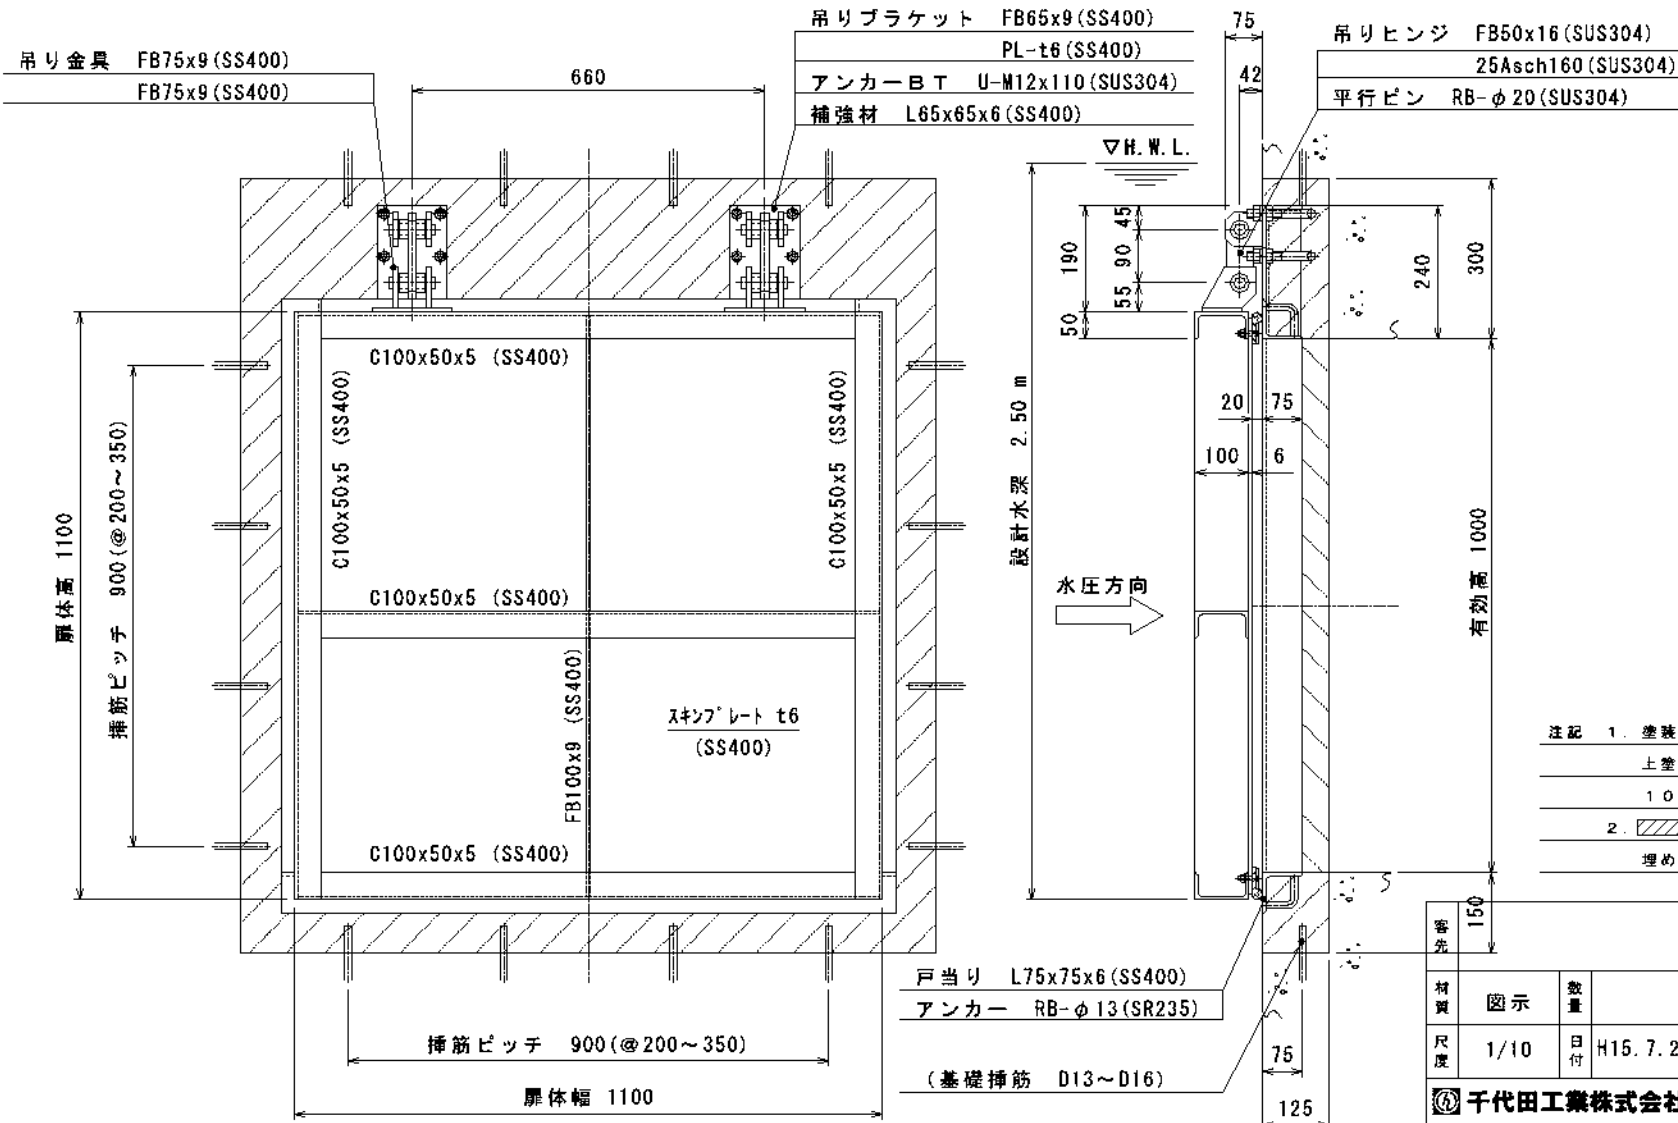 吊り金具 FB75x9(SS400)
FB75x9(SS400)
660
吊りブラケット FB65x9(SS400)
PL-t6(SS400)
アンカーBT U-M12x110(SUS304)
補強材 L65x65x6(SS400)
75
42
吊りヒンジ FB50x16(SUS304)
25Asch160(SUS304)
平行ピン RB-φ20(SUS304)
▽H.W.L.
45
190
90
55
50
240
300
C100x50x5 (SS400)
C100x50x5 (SS400)
C100x50x5 (SS400)
設計水深 2.50 m
20
75
100
6
扉体高 1100
挿筋ピッチ 900(@200~350)
C100x50x5 (SS400)
水圧方向
有効高 1000
FB100x9 (SS400)
スキンプレート t6
(SS400)
C100x50x5 (SS400)
注記 1. 塗装
上塗
10
2.
埋め
150
戸当り L75x75x6(SS400)
アンカー RB-φ13(SR235)
挿筋ピッチ 900(@200~350)
扉体幅 1100
(基礎挿筋 D13~D16)
75
125
客先
材質 図示 数量
尺度 1/10 日付 H15.7.2
千代田工業株式会社